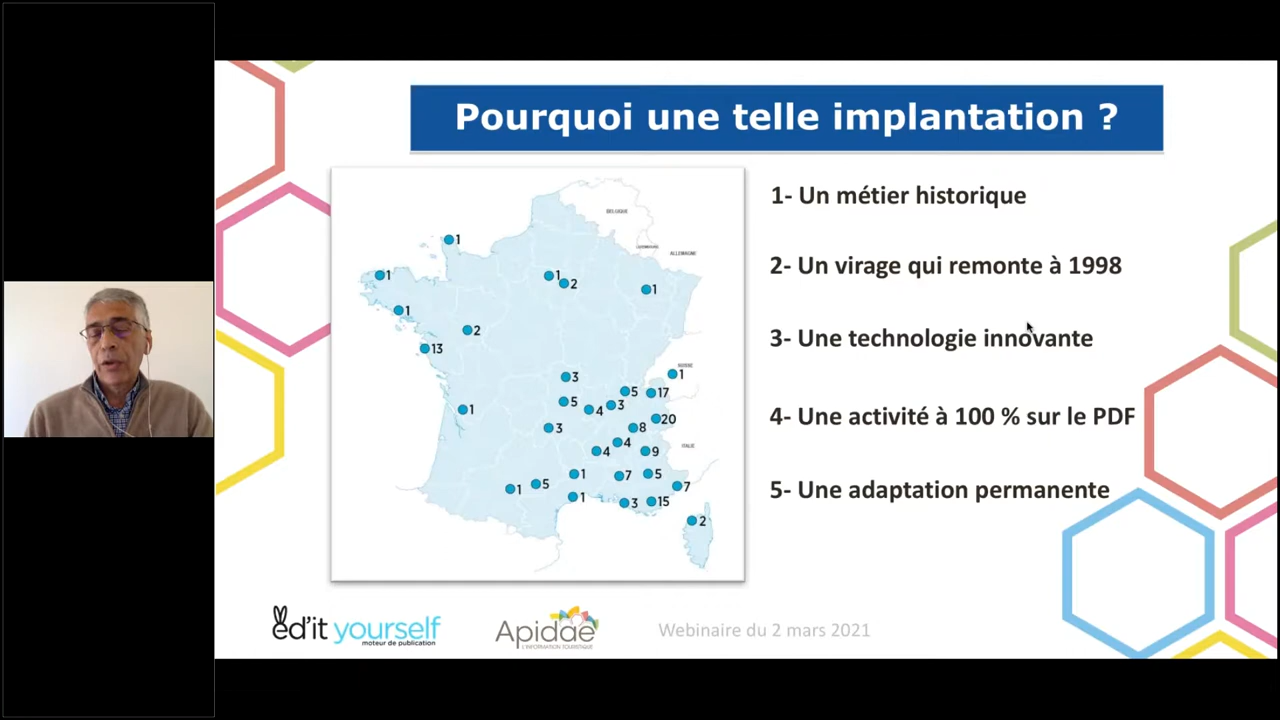 Pourquoi une telle implantation ?
BELGIQUE
LUXEMBOURG
ALLEMAGNE
1
1
1
2
1
1
2
13
SUISSE
1
3
5
17
5
4
3
1
20
3
8
4
4
9
1
7
5
5
1
7
1
3
15
2
ITALIE
1- Un métier historique
2- Un virage qui remonte à 1998
3- Une technologie innovante
4- Une activité à 100 % sur le PDF
5- Une adaptation permanente
ed'it yourself
moteur de publication
Apidae
L'INFORMATION TOURISTIQUE
Webinaire du 2 mars 2021